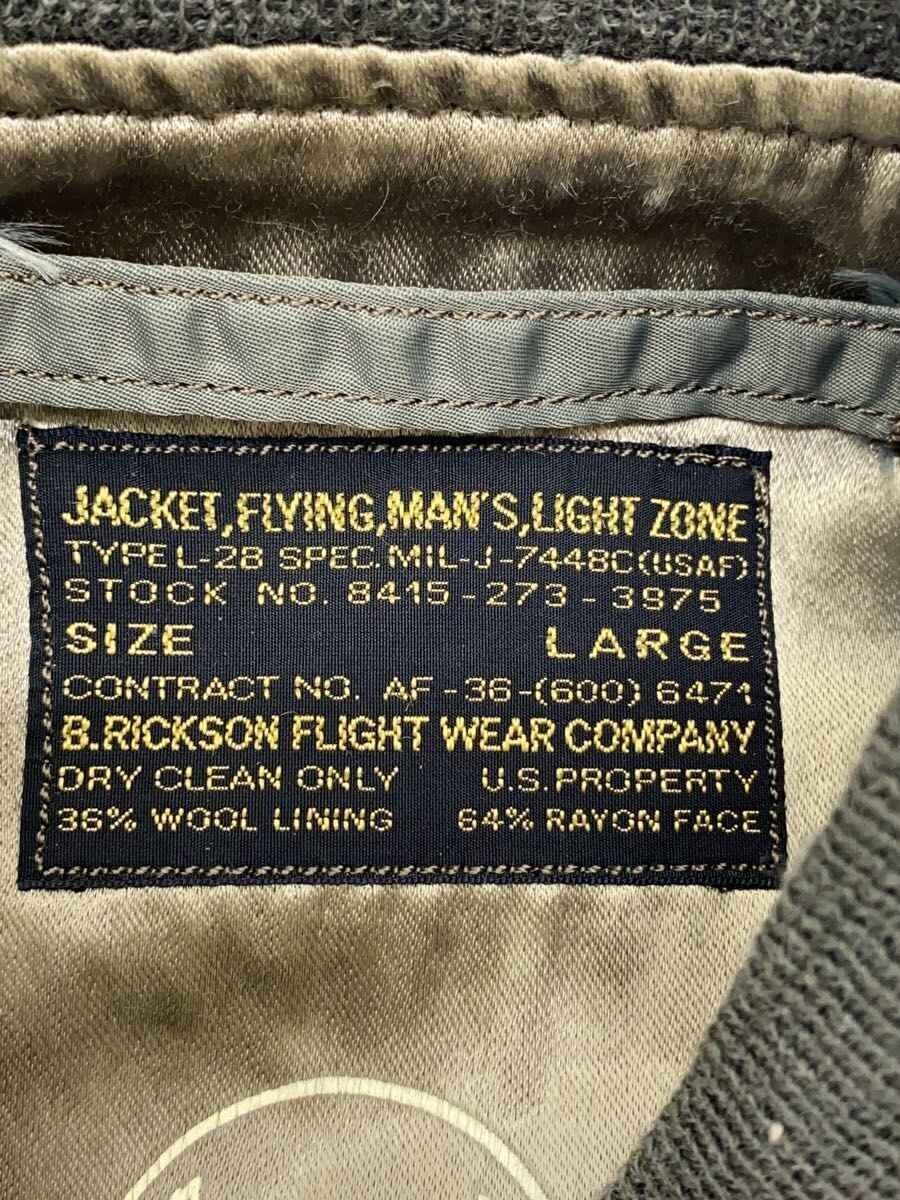 JACKET,FLYING,MAN'S,LIGHT ZONE
TYPE L-2B SPEC. MIL-J-7448C(USAF)
STOCK NO. 8415-273-3975
SIZE LARGE
CONTRACT NO. AF-36-(600) 6471
B.RICKSON FLIGHT WEAR COMPANY
DRY CLEAN ONLY U.S.PROPERTY
36% WOOL LINING 64% RAYON FACE